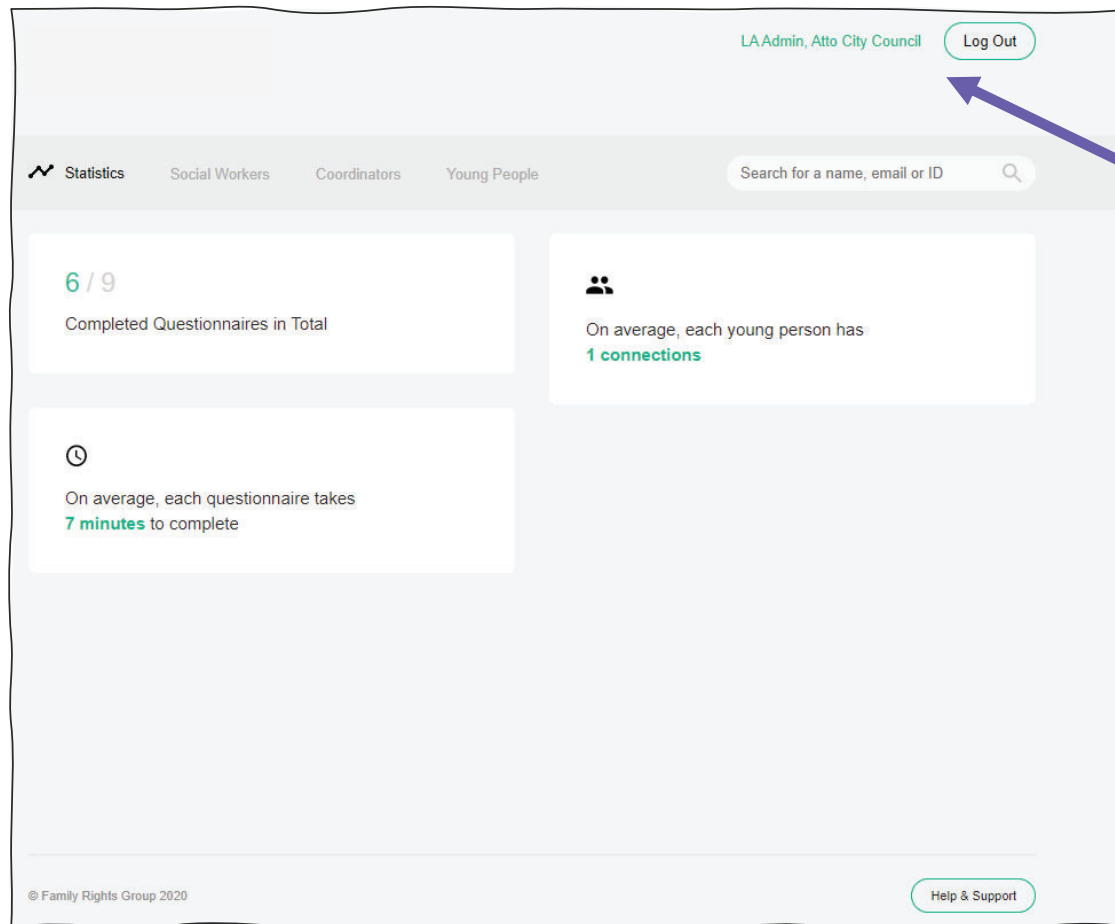 LA Admin, Atto City Council
Log Out
Statistics
Social Workers
Coordinators
Young People
Search for a name, email or ID
6 / 9
Completed Questionnaires in Total
On average, each young person has
1 connections
On average, each questionnaire takes
7 minutes to complete
© Family Rights Group 2020
Help & Support